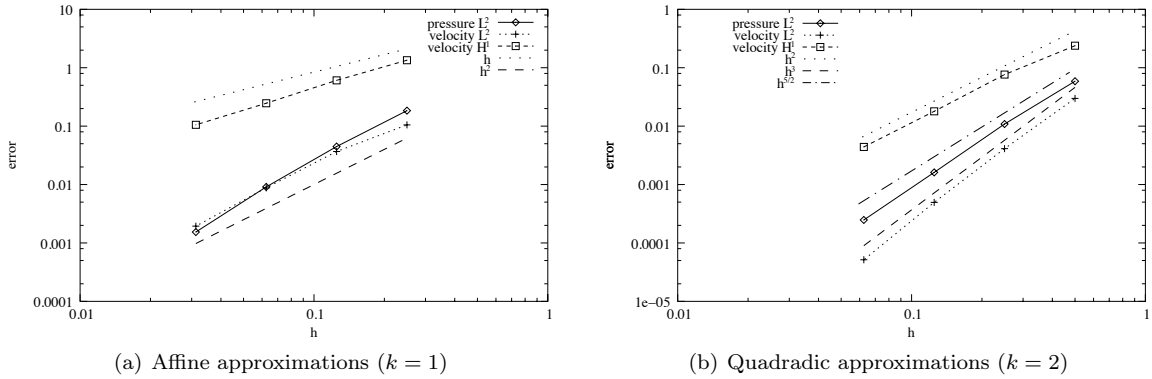 10
1
0.1
0.01
0.001
0.0001
0.01
0.1
1
error
h
pressure L²
velocity L²
velocity H¹
h
h²
(a) Affine approximations (k = 1)
1
0.1
0.01
0.001
0.0001
1e-05
0.01
0.1
1
error
h
pressure L²
velocity L²
velocity H¹
h²
h³
h^5/2
(b) Quadradic approximations (k = 2)